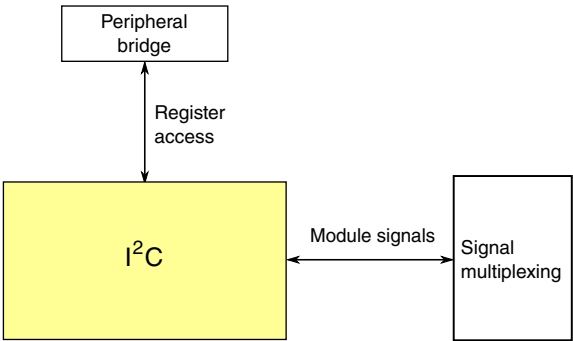 Peripheral
bridge
Register
access
I²C
Module signals
Signal
multiplexing